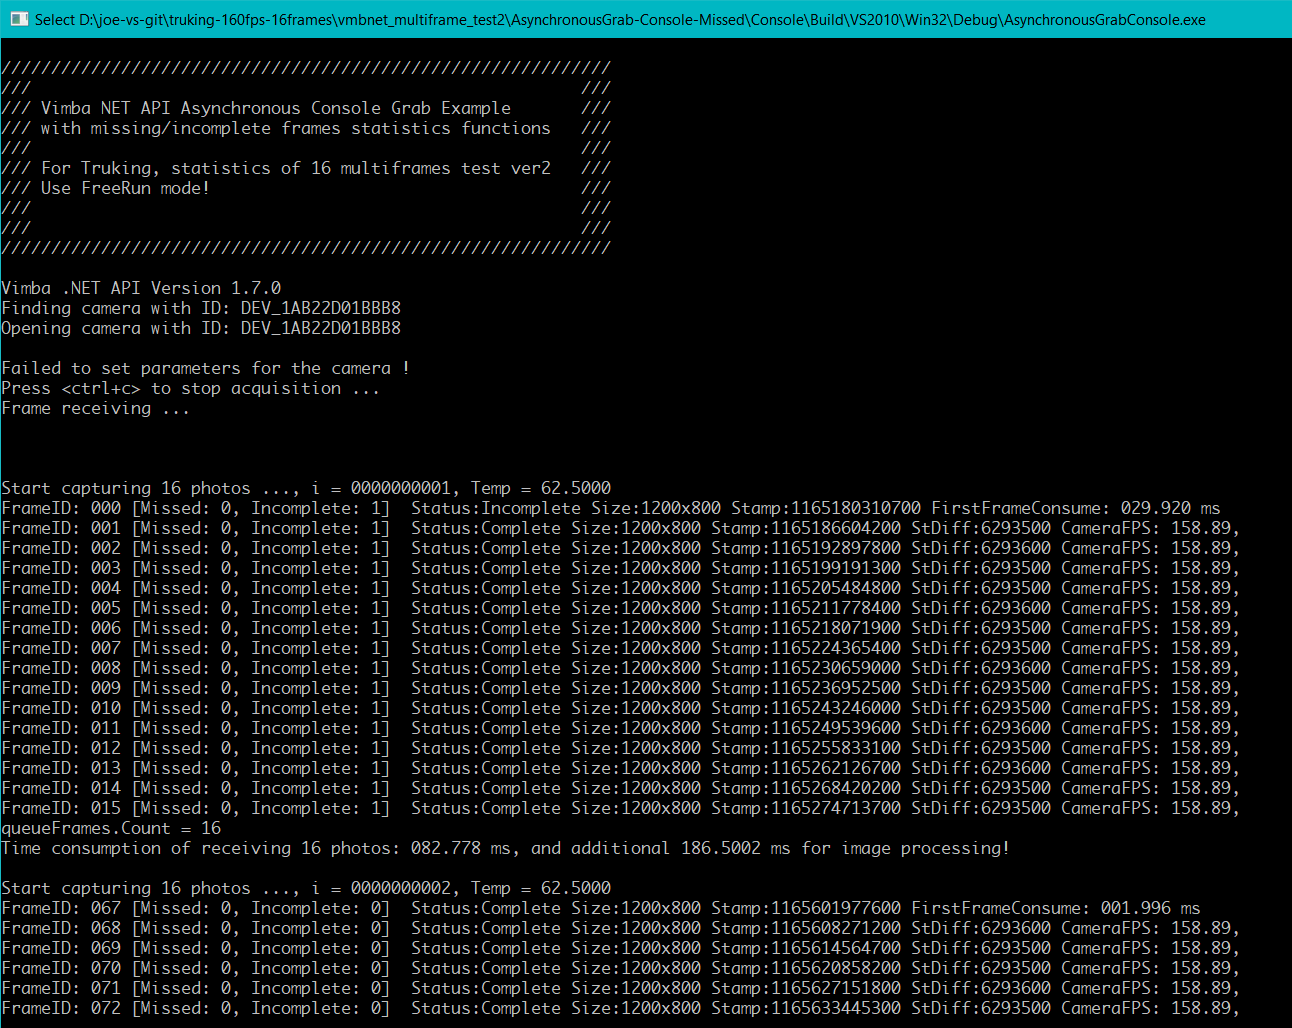 Select D:\joe-vs-git\truking-160fps-16frames\vmbnet_multiframe_test2\AsynchronousGrab-Console-Missed\Console\Build\VS2010\Win32\Debug\AsynchronousGrabConsole.exe
/////////////////////////////////////////////////////////////
///                                                       ///
/// Vimba NET API Asynchronous Console Grab Example       ///
/// with missing/incomplete frames statistics functions   ///
///                                                       ///
/// For Truking, statistics of 16 multiframes test ver2   ///
/// Use FreeRun mode!                                     ///
///                                                       ///
///                                                       ///
/////////////////////////////////////////////////////////////
Vimba .NET API Version 1.7.0
Finding camera with ID: DEV_1AB22D01BBB8
Opening camera with ID: DEV_1AB22D01BBB8
Failed to set parameters for the camera !
Press <ctrl+c> to stop acquisition ...
Frame receiving ...
Start capturing 16 photos ..., i = 0000000001, Temp = 62.5000
FrameID: 000 [Missed: 0, Incomplete: 1]  Status:Incomplete Size:1200x800 Stamp:1165180310700 FirstFrameConsume: 029.920 ms
FrameID: 001 [Missed: 0, Incomplete: 1]  Status:Complete Size:1200x800 Stamp:1165186604200 StDiff:6293500 CameraFPS: 158.89,
FrameID: 002 [Missed: 0, Incomplete: 1]  Status:Complete Size:1200x800 Stamp:1165192897800 StDiff:6293600 CameraFPS: 158.89,
FrameID: 003 [Missed: 0, Incomplete: 1]  Status:Complete Size:1200x800 Stamp:1165199191300 StDiff:6293500 CameraFPS: 158.89,
FrameID: 004 [Missed: 0, Incomplete: 1]  Status:Complete Size:1200x800 Stamp:1165205484800 StDiff:6293500 CameraFPS: 158.89,
FrameID: 005 [Missed: 0, Incomplete: 1]  Status:Complete Size:1200x800 Stamp:1165211778400 StDiff:6293600 CameraFPS: 158.89,
FrameID: 006 [Missed: 0, Incomplete: 1]  Status:Complete Size:1200x800 Stamp:1165218071900 StDiff:6293500 CameraFPS: 158.89,
FrameID: 007 [Missed: 0, Incomplete: 1]  Status:Complete Size:1200x800 Stamp:1165224365400 StDiff:6293500 CameraFPS: 158.89,
FrameID: 008 [Missed: 0, Incomplete: 1]  Status:Complete Size:1200x800 Stamp:1165230659000 StDiff:6293600 CameraFPS: 158.89,
FrameID: 009 [Missed: 0, Incomplete: 1]  Status:Complete Size:1200x800 Stamp:1165236952500 StDiff:6293500 CameraFPS: 158.89,
FrameID: 010 [Missed: 0, Incomplete: 1]  Status:Complete Size:1200x800 Stamp:1165243246000 StDiff:6293500 CameraFPS: 158.89,
FrameID: 011 [Missed: 0, Incomplete: 1]  Status:Complete Size:1200x800 Stamp:1165249539600 StDiff:6293600 CameraFPS: 158.89,
FrameID: 012 [Missed: 0, Incomplete: 1]  Status:Complete Size:1200x800 Stamp:1165255833100 StDiff:6293500 CameraFPS: 158.89,
FrameID: 013 [Missed: 0, Incomplete: 1]  Status:Complete Size:1200x800 Stamp:1165262126700 StDiff:6293600 CameraFPS: 158.89,
FrameID: 014 [Missed: 0, Incomplete: 1]  Status:Complete Size:1200x800 Stamp:1165268420200 StDiff:6293500 CameraFPS: 158.89,
FrameID: 015 [Missed: 0, Incomplete: 1]  Status:Complete Size:1200x800 Stamp:1165274713700 StDiff:6293500 CameraFPS: 158.89,
queueFrames.Count = 16
Time consumption of receiving 16 photos: 082.778 ms, and additional 186.5002 ms for image processing!
Start capturing 16 photos ..., i = 0000000002, Temp = 62.5000
FrameID: 067 [Missed: 0, Incomplete: 0]  Status:Complete Size:1200x800 Stamp:1165601977600 FirstFrameConsume: 001.996 ms
FrameID: 068 [Missed: 0, Incomplete: 0]  Status:Complete Size:1200x800 Stamp:1165608271200 StDiff:6293600 CameraFPS: 158.89,
FrameID: 069 [Missed: 0, Incomplete: 0]  Status:Complete Size:1200x800 Stamp:1165614564700 StDiff:6293500 CameraFPS: 158.89,
FrameID: 070 [Missed: 0, Incomplete: 0]  Status:Complete Size:1200x800 Stamp:1165620858200 StDiff:6293500 CameraFPS: 158.89,
FrameID: 071 [Missed: 0, Incomplete: 0]  Status:Complete Size:1200x800 Stamp:1165627151800 StDiff:6293600 CameraFPS: 158.89,
FrameID: 072 [Missed: 0, Incomplete: 0]  Status:Complete Size:1200x800 Stamp:1165633445300 StDiff:6293500 CameraFPS: 158.89,